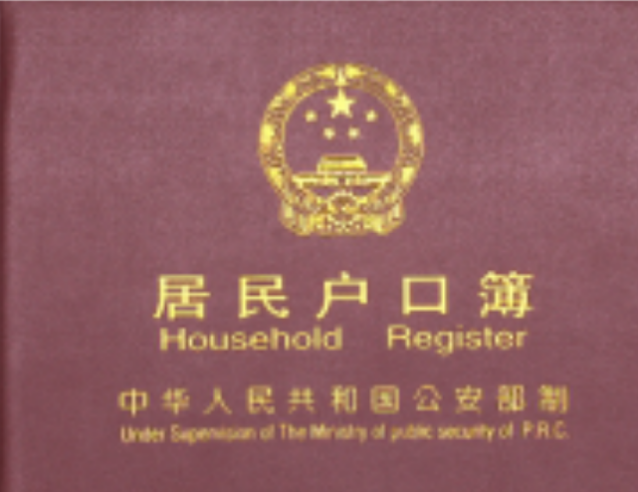 居民户口簿
Household Register
中华人民共和国公安部制
Under Supervision of The Ministry of public security of P.R.C.